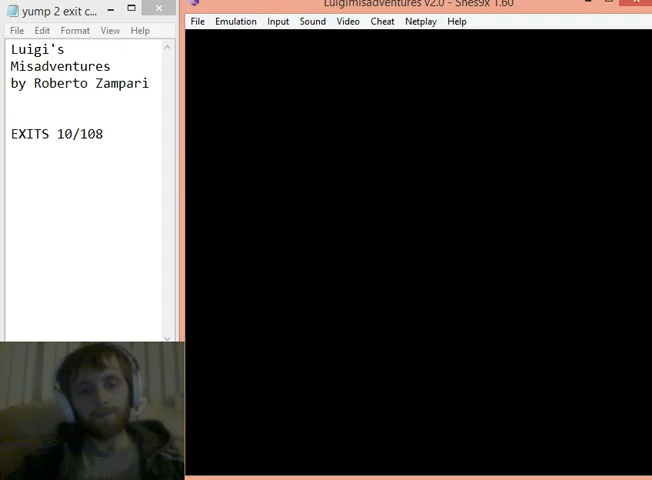 yump 2 exit c...
File Edit Format View Help
Luigi's
Misadventures
by Roberto Zampari
EXITS 10/108
Luigimisadventures v2.0 - Snes9x 1.60
File Emulation Input Sound Video Cheat Netplay Help